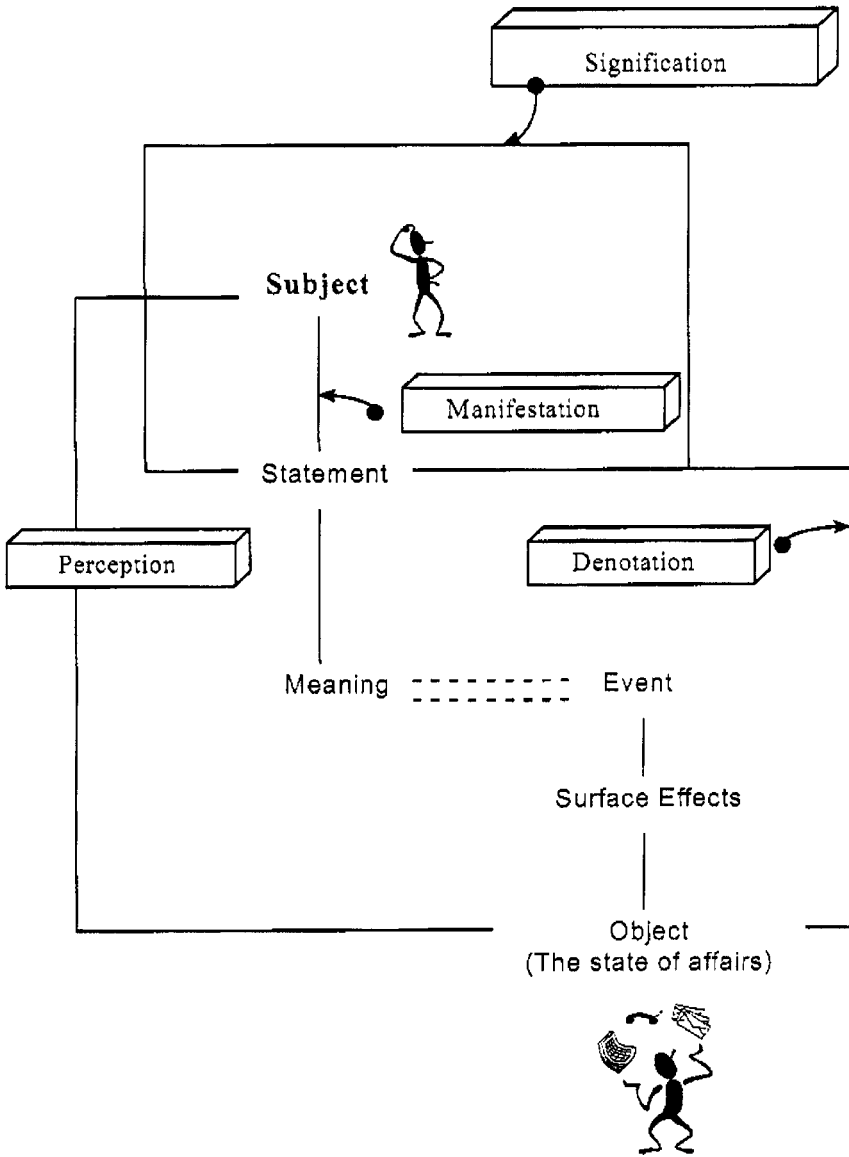 Signification
Subject
Manifestation
Statement
Perception
Denotation
Meaning
Event
Surface Effects
Object
(The state of affairs)